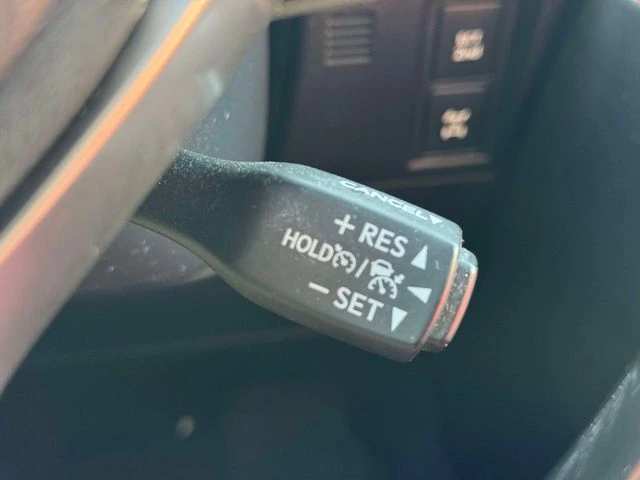 CANCEL
+ RES
HOLD /
− SET